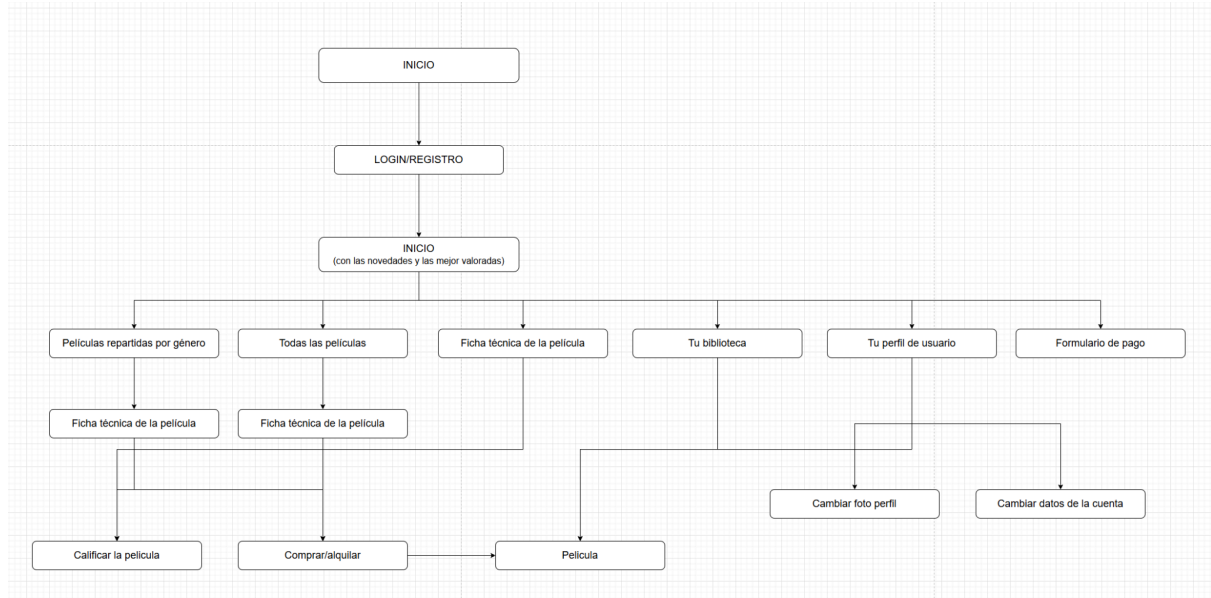 INICIO
LOGIN/REGISTRO
INICIO
(con las novedades y las mejor valoradas)
Películas repartidas por género
Todas las películas
Ficha técnica de la película
Tu biblioteca
Tu perfil de usuario
Formulario de pago
Ficha técnica de la película
Ficha técnica de la película
Cambiar foto perfil
Cambiar datos de la cuenta
Calificar la pelicula
Comprar/alquilar
Pelicula